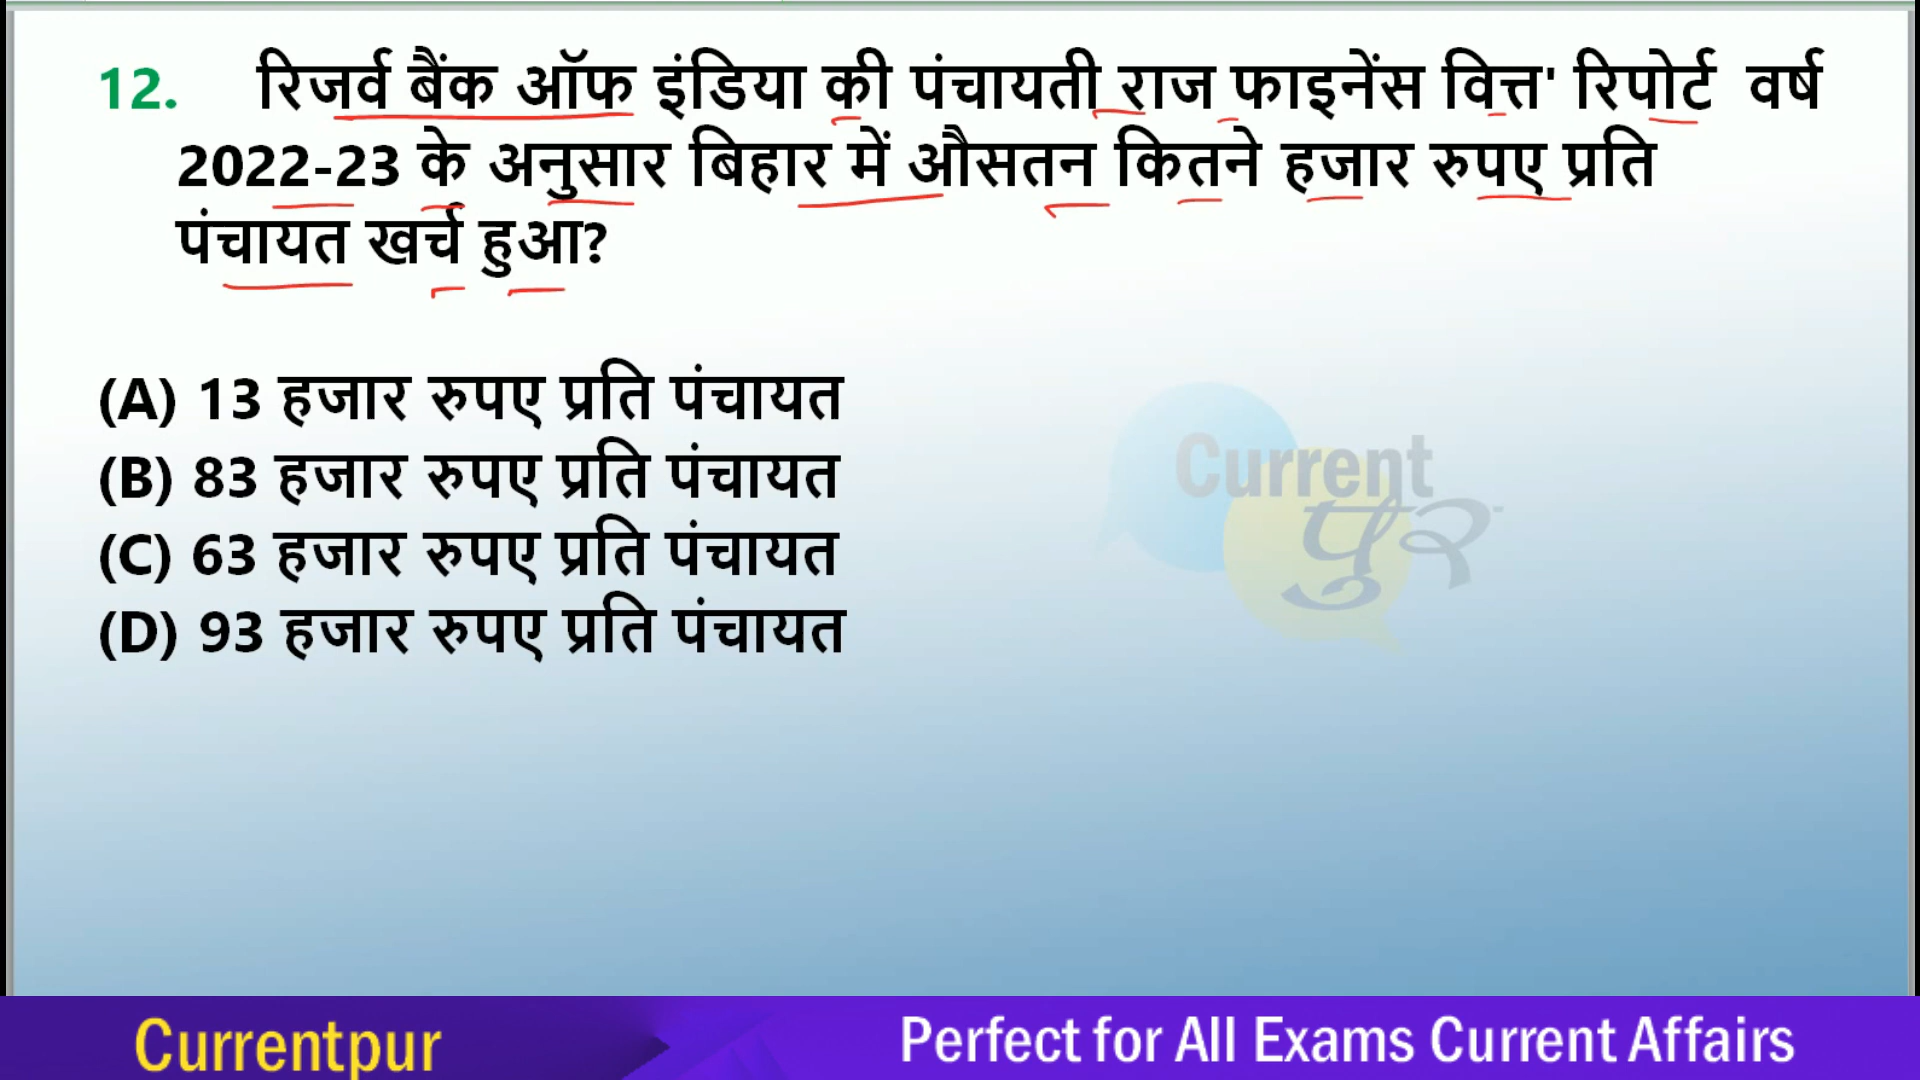 12. रिजर्व बैंक ऑफ इंडिया की पंचायती राज फाइनेंस वित्त' रिपोर्ट वर्ष
2022-23 के अनुसार बिहार में औसतन कितने हजार रुपए प्रति
पंचायत खर्च हुआ?
(A) 13 हजार रुपए प्रति पंचायत
(B) 83 हजार रुपए प्रति पंचायत
(C) 63 हजार रुपए प्रति पंचायत
(D) 93 हजार रुपए प्रति पंचायत
Current
पुर
Currentpur
Perfect for All Exams Current Affairs